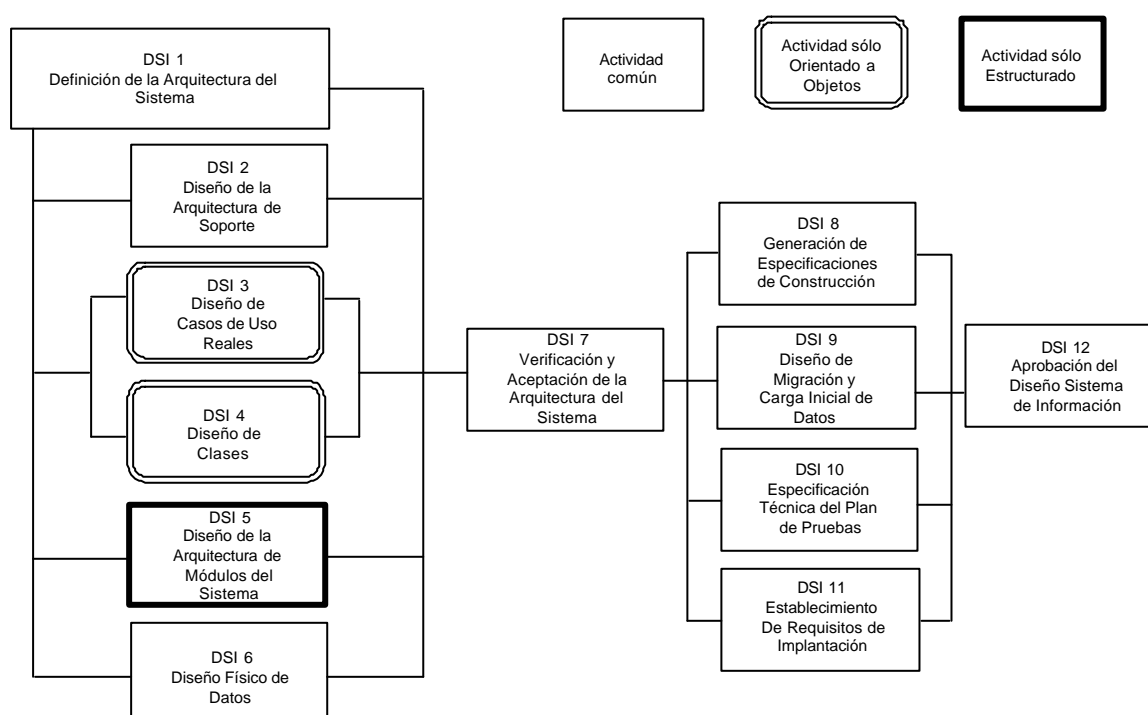 DSI 1
Definición de la Arquitectura del
Sistema
Actividad
común
Actividad sólo
Orientado a
Objetos
Actividad sólo
Estructurado
DSI 2
Diseño de la
Arquitectura de
Soporte
DSI 3
Diseño de
Casos de Uso
Reales
DSI 4
Diseño de
Clases
DSI 5
Diseño de la
Arquitectura de
Módulos del
Sistema
DSI 6
Diseño Físico de
Datos
DSI 7
Verificación y
Aceptación de la
Arquitectura del
Sistema
DSI 8
Generación de
Especificaciones
de Construcción
DSI 9
Diseño de
Migración y
Carga Inicial de
Datos
DSI 10
Especificación
Técnica del Plan
de Pruebas
DSI 11
Establecimiento
De Requisitos de
Implantación
DSI 12
Aprobación del
Diseño Sistema
de Información